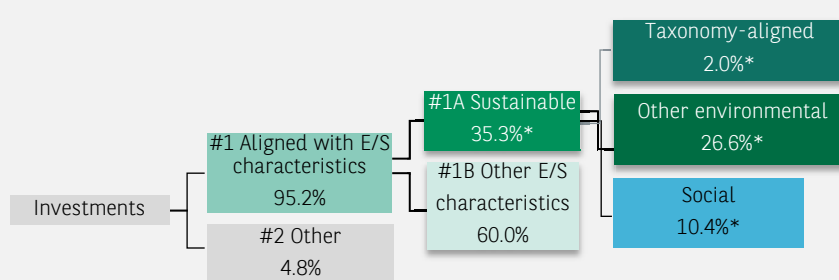 Investments
#1 Aligned with E/S
characteristics
95.2%
#2 Other
4.8%
#1A Sustainable
35.3%*
#1B Other E/S
characteristics
60.0%
Taxonomy-aligned
2.0%*
Other environmental
26.6%*
Social
10.4%*